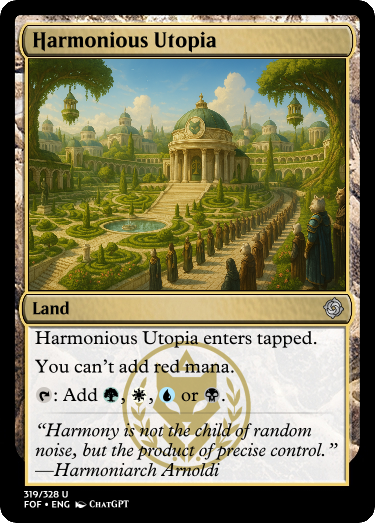 Harmonious Utopia
Land
Harmonious Utopia enters tapped.
You can't add red mana.
: Add , , or .
“Harmony is not the child of random
noise, but the product of precise control.”
—Harmoniarch Arnoldi
319/328 U
FOF • ENG ChatGPT